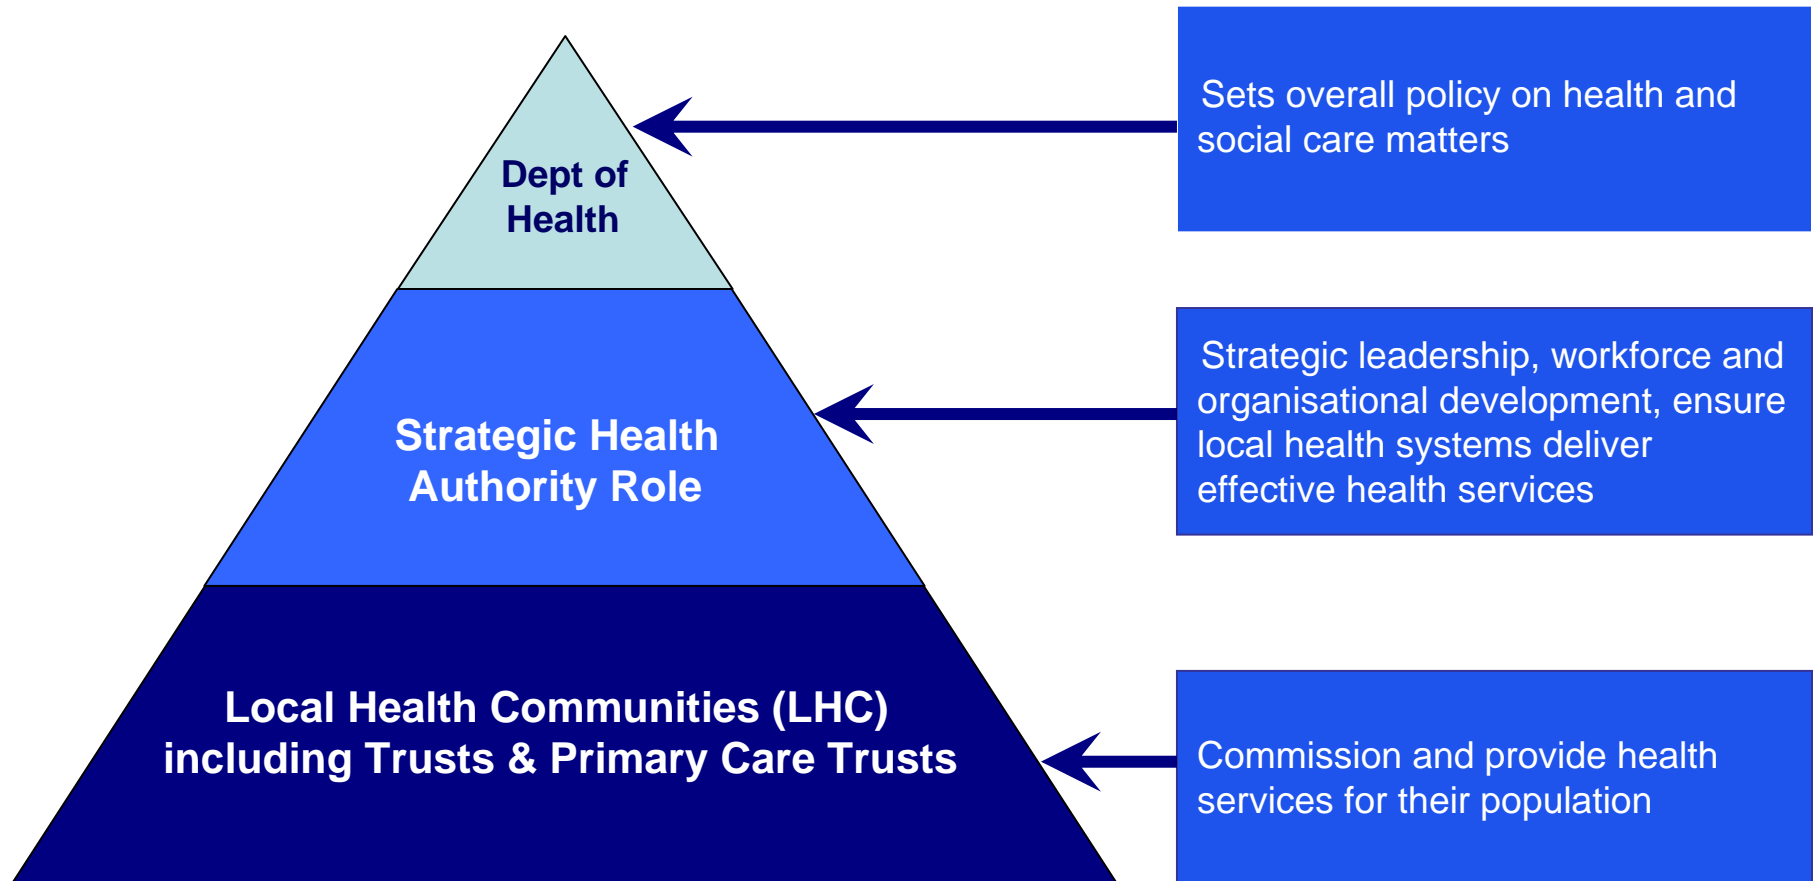 Dept of
Health
Sets overall policy on health and
social care matters
Strategic Health
Authority Role
Strategic leadership, workforce and
organisational development, ensure
local health systems deliver
effective health services
Local Health Communities (LHC)
including Trusts & Primary Care Trusts
Commission and provide health
services for their population